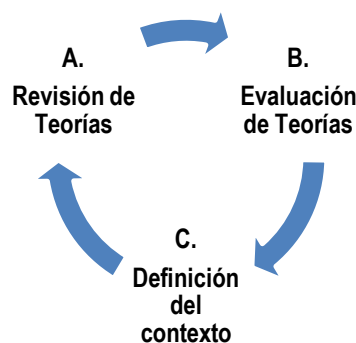 A.
Revisión de
Teorías
B.
Evaluación
de Teorías
C.
Definición
del
contexto